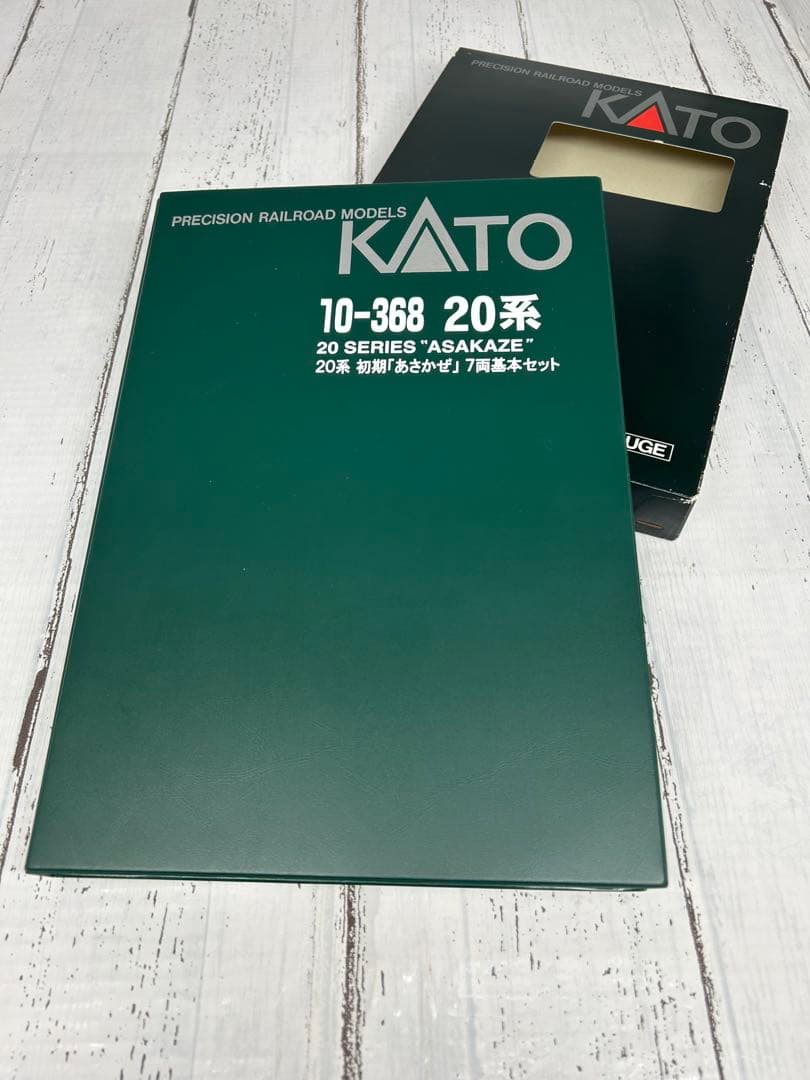 PRECISION RAILROAD MODELS
KATO
10-368 20系
20 SERIES "ASAKAZE"
20系 初期「あさかぜ」7両基本セット
PRECISION RAILROAD MODELS
KATO